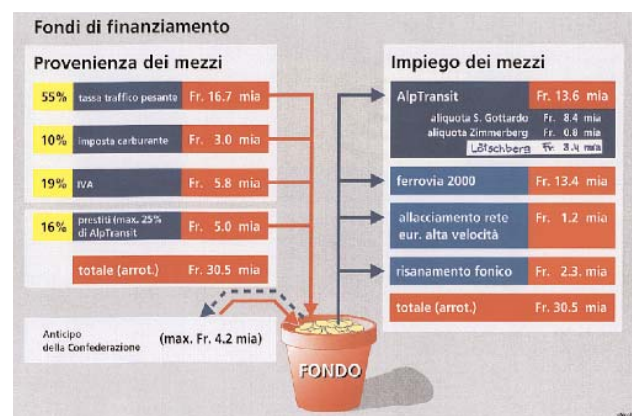 Fondi di finanziamento
Provenienza dei mezzi
55% tassa traffico pesante Fr. 16.7 mia
10% imposta carburante Fr. 3.0 mia
19% IVA Fr. 5.8 mia
16% prestiti (max. 25% di AlpTransit Fr. 5.0 mia
totale (arrot.) Fr. 30.5 mia
Anticipo
della Confederazione (max. Fr. 4.2 mia)
FONDO
Impiego dei mezzi
AlpTransit Fr. 13.6 mia
aliquota S. Gottardo Fr. 8.4 mia
aliquota Zimmerberg Fr. 0.8 mia
Lötschberg Fr. 3.4 mia
ferrovia 2000 Fr. 13.4 mia
allacciamento rete Fr. 1.2 mia
eur. alta velocità
risanamento fonico Fr. 2.3. mia
totale (arrot.) Fr. 30.5 mia